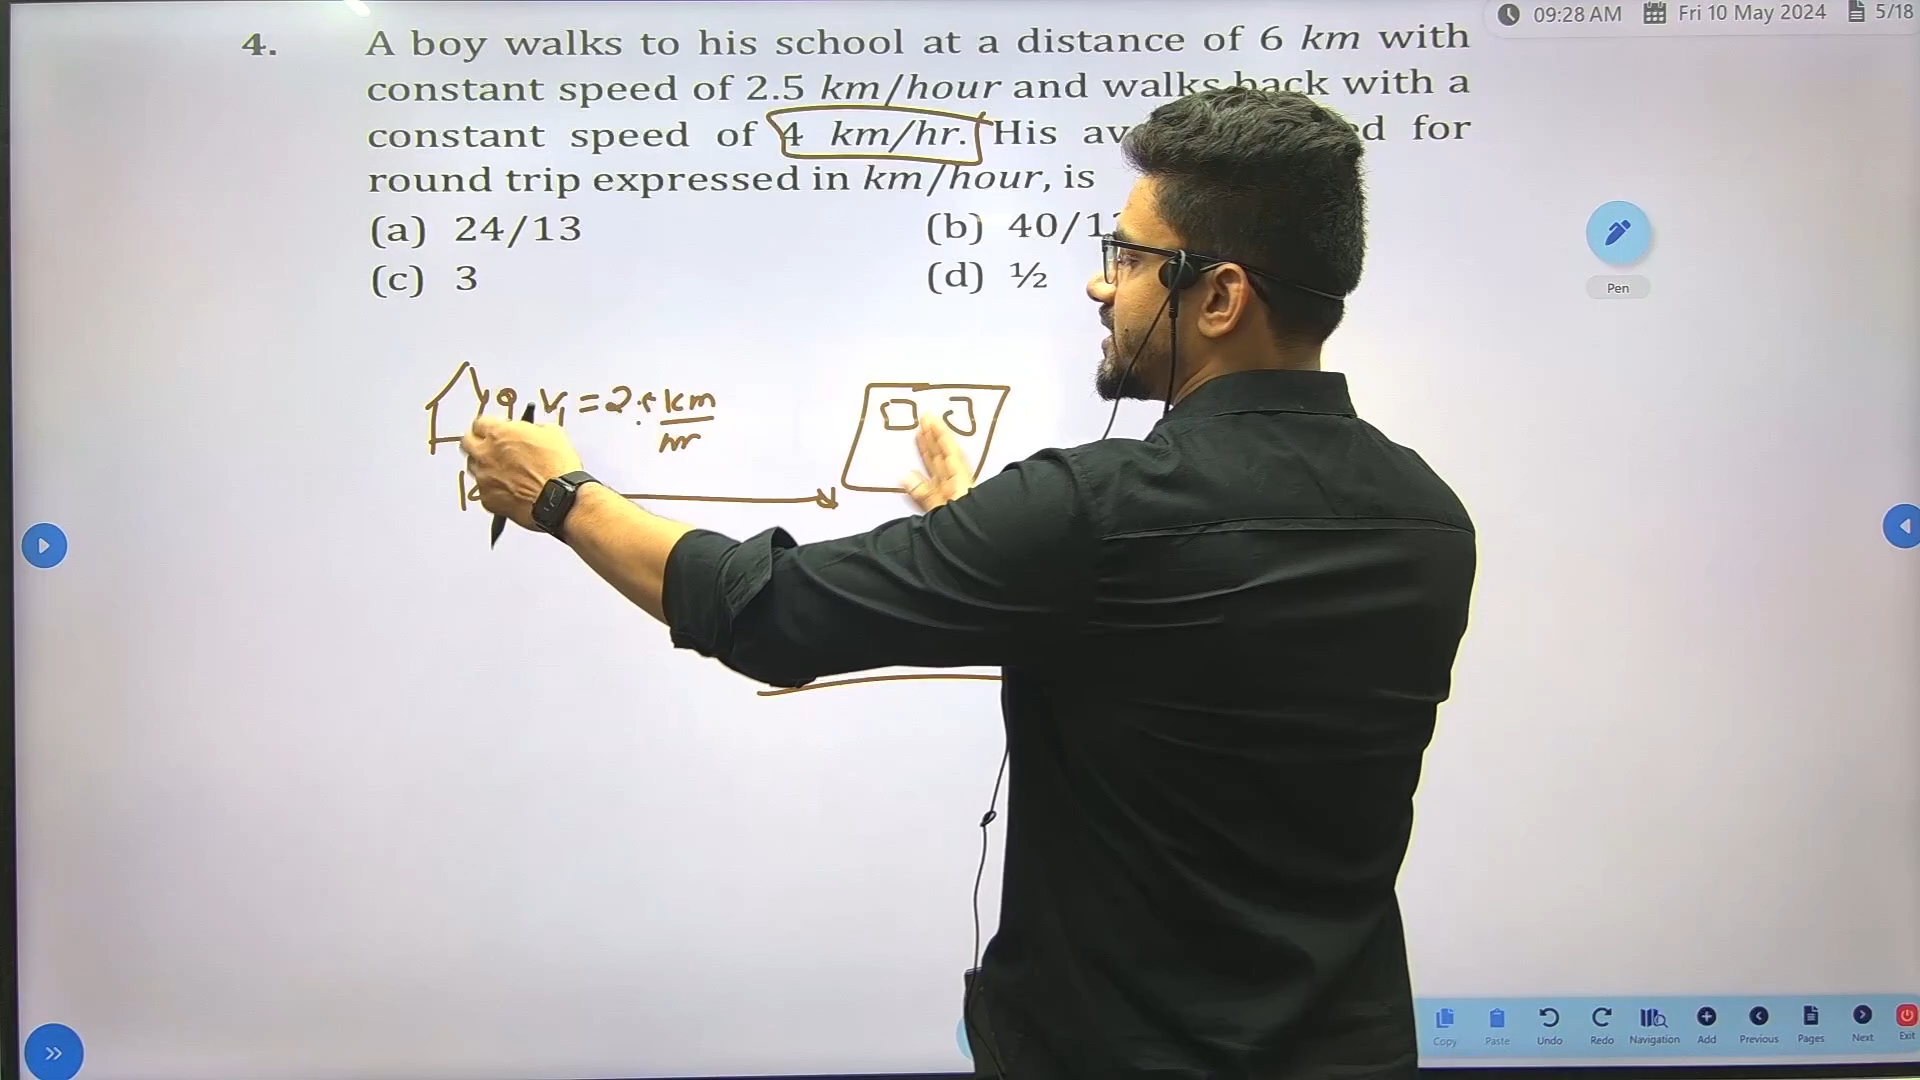 09:28 AM Fri 10 May 2024 5/18
4. A boy walks to his school at a distance of 6 km with
constant speed of 2.5 km/hour and walks back with a
constant speed of 4 km/hr. His av d for
round trip expressed in km/hour, is
(a) 24/13 (b) 40/1
(c) 3 (d) ½
Pen
V₁ = 2.5 km
hr
Copy Paste Undo Redo Navigation Add Previous Pages Next Exit